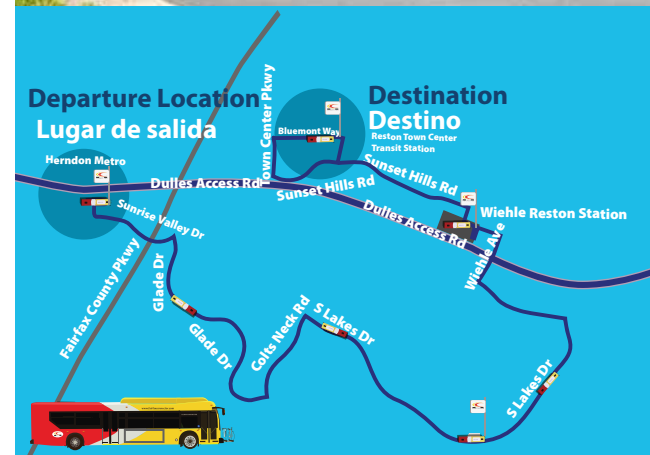 Departure Location
Lugar de salida
Herndon Metro
Destination
Destino
Reston Town Center
Transit Station
Bluemont Way
Town Center Pkwy
Sunset Hills Rd
Sunset Hills Rd
Dulles Access Rd
Dulles Access Rd
Wiehle Reston Station
Wiehle Ave
Sunrise Valley Dr
Fairfax County Pkwy
Glade Dr
Glade Dr
Colts Neck Rd
S Lakes Dr
S Lakes Dr